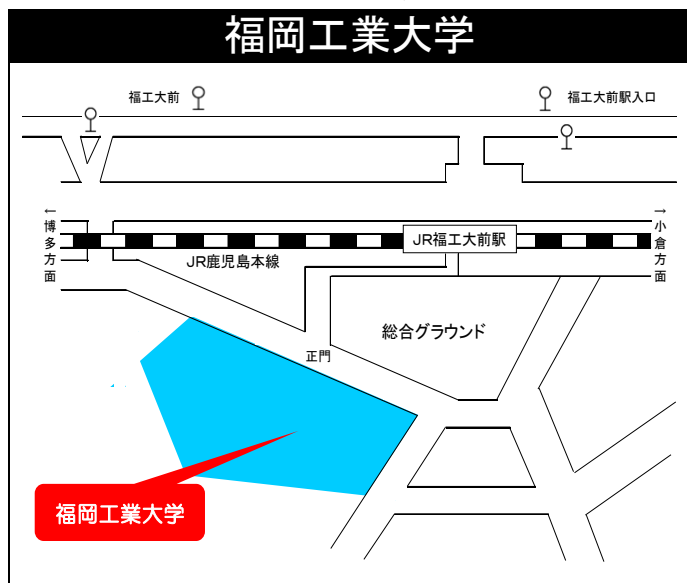 福岡工業大学
福工大前
福工大前駅入口
←博多方面
→小倉方面
JR福工大前駅
JR鹿児島本線
総合グラウンド
正門
福岡工業大学